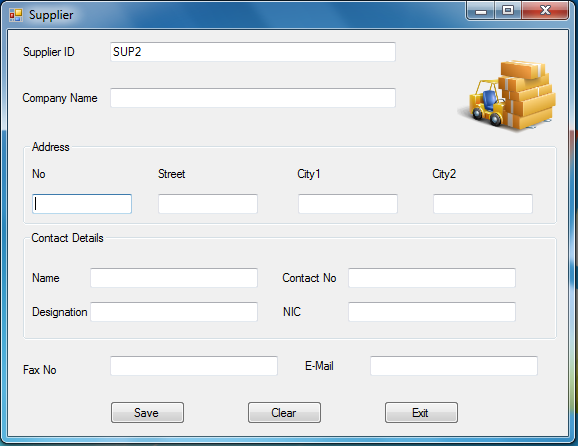 Supplier
Supplier ID SUP2
Company Name
Address
No Street City1 City2
Contact Details
Name Contact No
Designation NIC
Fax No E-Mail
Save Clear Exit